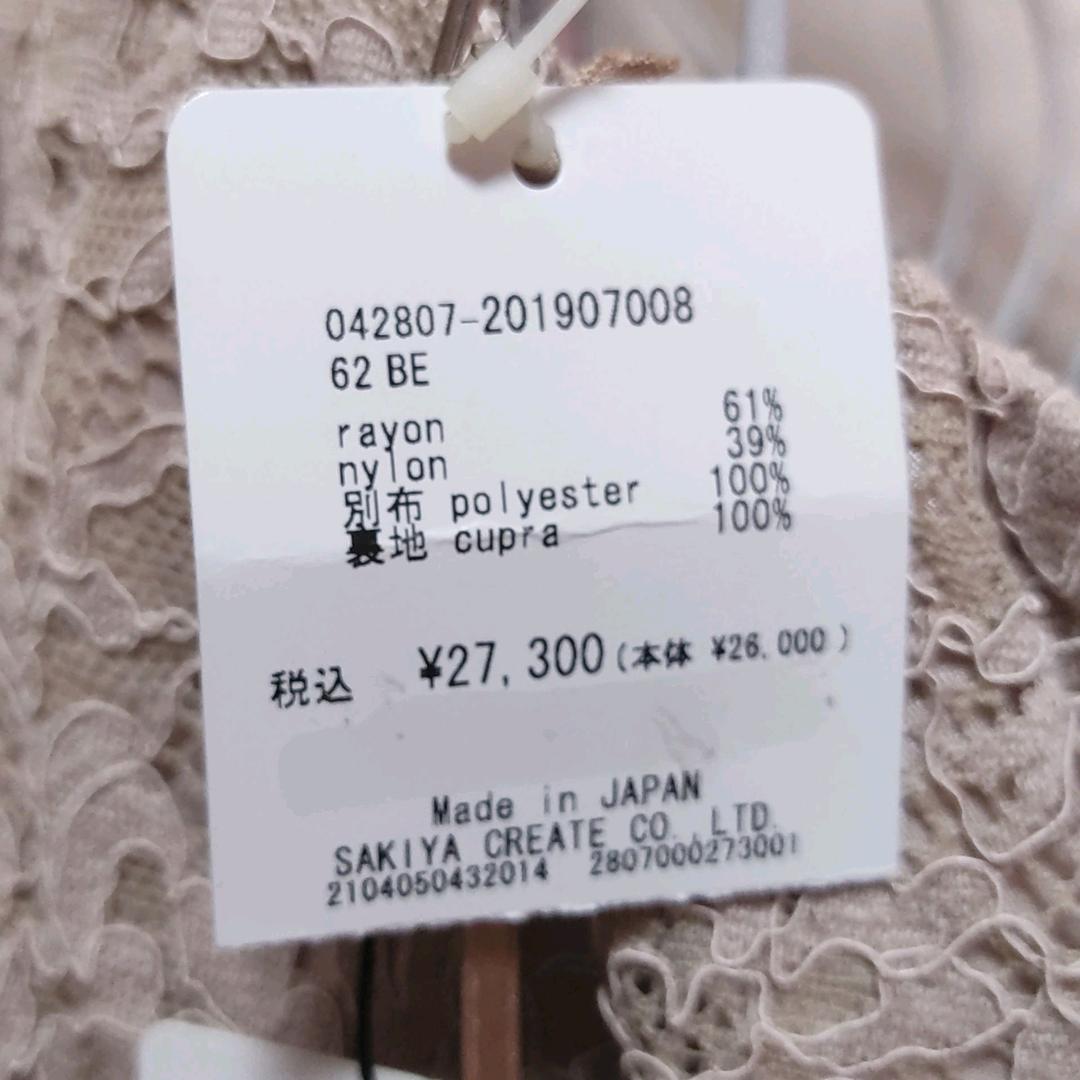 042807-201907008
62 BE
rayon 61%
nylon 39%
別布 polyester 100%
裏地 cupra 100%
税込 ¥27,300(本体 ¥26,000 )
Made in JAPAN
SAKIYA CREATE CO. LTD.
2104050432014 2807000273001